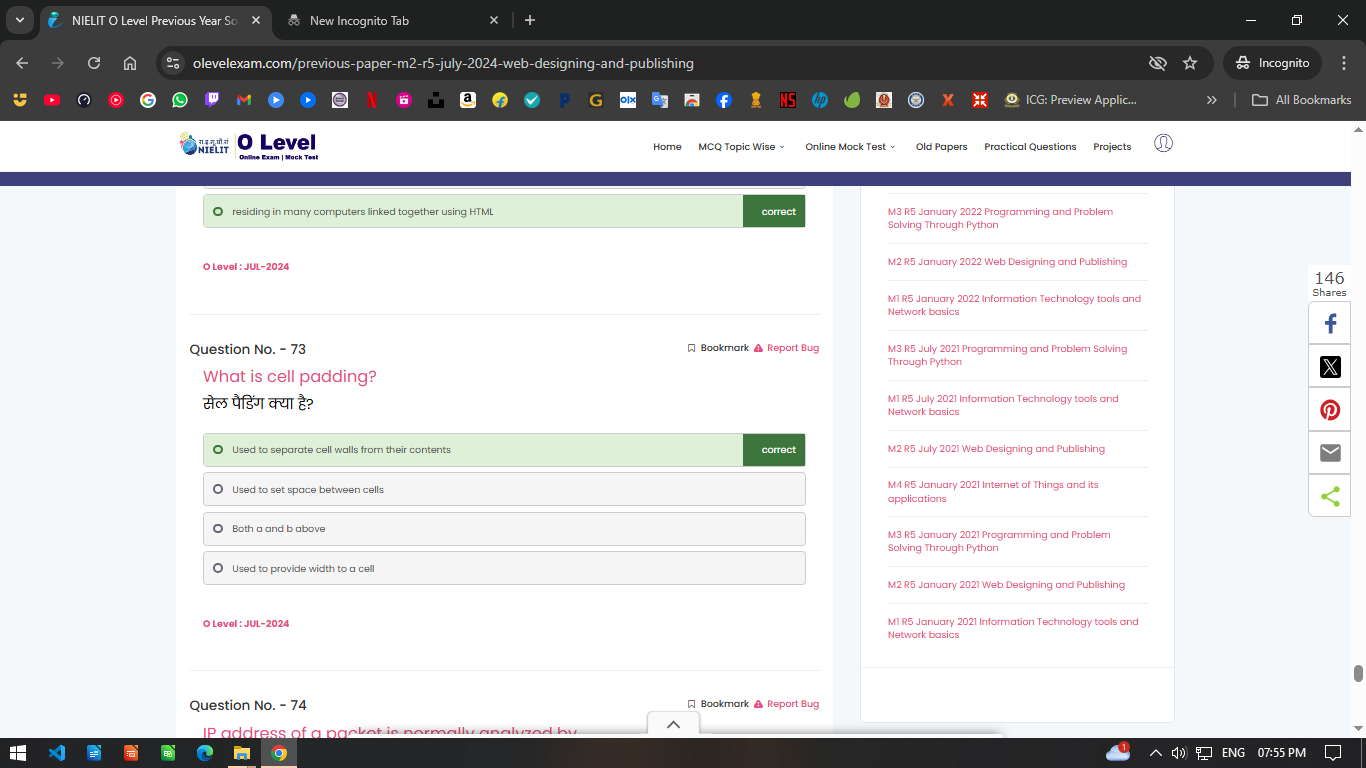 NIELIT O Level Previous Year So
New Incognito Tab
olevelexam.com/previous-paper-m2-r5-july-2024-web-designing-and-publishing
Incognito
ICG: Preview Applic...
All Bookmarks
रा.इ.सू.प्रौ.सं
NIELIT
O Level
Online Exam | Mock Test
Home
MCQ Topic Wise
Online Mock Test
Old Papers
Practical Questions
Projects
residing in many computers linked together using HTML
correct
O Level : JUL-2024
Question No. - 73
Bookmark
Report Bug
What is cell padding?
सेल पैडिंग क्या है?
Used to separate cell walls from their contents
correct
Used to set space between cells
Both a and b above
Used to provide width to a cell
O Level : JUL-2024
Question No. - 74
Bookmark
Report Bug
IP address of a packet is normally analyzed by
M3 R5 January 2022 Programming and Problem
Solving Through Python
M2 R5 January 2022 Web Designing and Publishing
M1 R5 January 2022 Information Technology tools and
Network basics
M3 R5 July 2021 Programming and Problem Solving
Through Python
M1 R5 July 2021 Information Technology tools and
Network basics
M2 R5 July 2021 Web Designing and Publishing
M4 R5 January 2021 Internet of Things and its
applications
M3 R5 January 2021 Programming and Problem
Solving Through Python
M2 R5 January 2021 Web Designing and Publishing
M1 R5 January 2021 Information Technology tools and
Network basics
146
Shares
1
ENG
07:55 PM